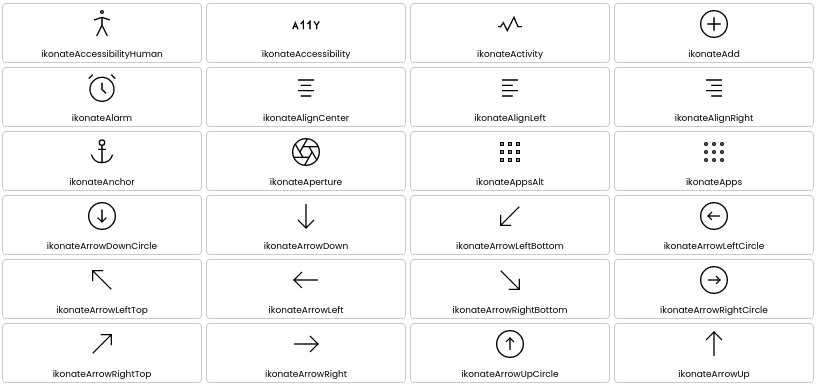 A11Y
ikonateAccessibilityHuman
ikonateAccessibility
ikonateActivity
ikonateAdd
ikonateAlarm
ikonateAlignCenter
ikonateAlignLeft
ikonateAlignRight
ikonateAnchor
ikonateAperture
ikonateAppsAlt
ikonateApps
ikonateArrowDownCircle
ikonateArrowDown
ikonateArrowLeftBottom
ikonateArrowLeftCircle
ikonateArrowLeftTop
ikonateArrowLeft
ikonateArrowRightBottom
ikonateArrowRightCircle
ikonateArrowRightTop
ikonateArrowRight
ikonateArrowUpCircle
ikonateArrowUp